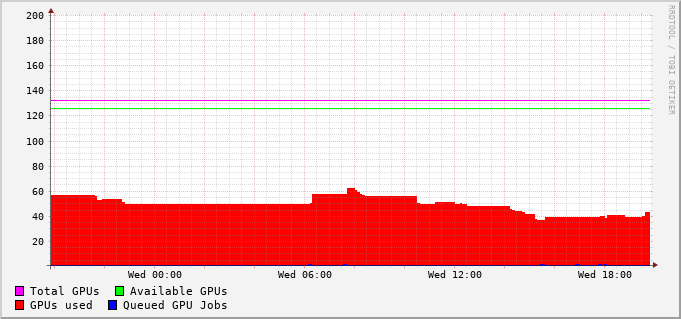 200
180
160
140
120
100
80
60
40
20
Wed 00:00 Wed 06:00 Wed 12:00 Wed 18:00
Total GPUs Available GPUs
GPUs used Queued GPU Jobs
RRDTOOL / TOBI OETIKER